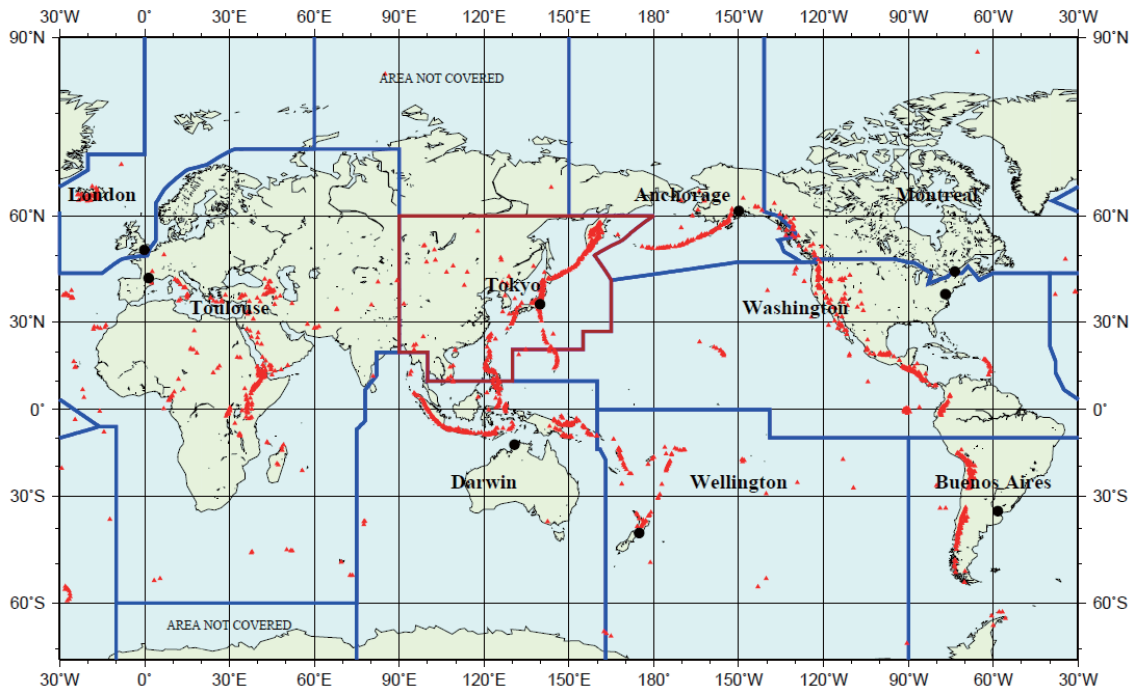 30°W 0° 30°E 60°E 90°E 120°E 150°E 180° 150°W 120°W 90°W 60°W 30°W
90°N 90°N
AREA NOT COVERED
London Anchorage Montreal
60°N 60°N
Tokyo
Toulouse Washington
30°N 30°N
0° 0°
Darwin Wellington Buenos Aires
30°S 30°S
60°S 60°S
AREA NOT COVERED
30°W 0° 30°E 60°E 90°E 120°E 150°E 180° 150°W 120°W 90°W 60°W 30°W